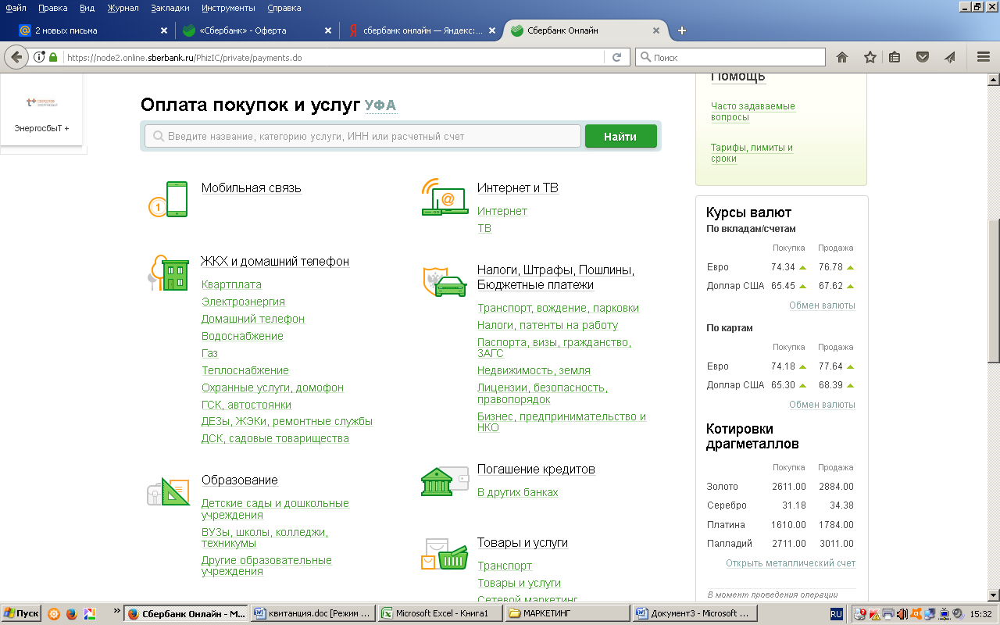 Файл Правка Вид Журнал Закладки Инструменты Справка
2 новых письма
«Сбербанк» - Оферта
сбербанк онлайн — Яндекс:...
Сбербанк Онлайн
https://node2.online.sberbank.ru/PhizIC/private/payments.do
Поиск
ЭнергосбыТ +
Оплата покупок и услуг УФА
Введите название, категорию услуги, ИНН или расчетный счет
Найти
Мобильная связь
ЖКХ и домашний телефон
Квартплата
Электроэнергия
Домашний телефон
Водоснабжение
Газ
Теплоснабжение
Охранные услуги, домофон
ГСК, автостоянки
ДЕЗы, ЖЭКи, ремонтные службы
ДСК, садовые товарищества
Образование
Детские сады и дошкольные
учреждения
ВУЗы, школы, колледжи,
техникумы
Другие образовательные
учреждения
Интернет и ТВ
Интернет
ТВ
Налоги, Штрафы, Пошлины,
Бюджетные платежи
Транспорт, вождение, парковки
Налоги, патенты на работу
Паспорта, визы, гражданство,
ЗАГС
Недвижимость, земля
Лицензии, безопасность,
правопорядок
Бизнес, предпринимательство и
НКО
Погашение кредитов
В других банках
Товары и услуги
Транспорт
Товары и услуги
Сетевой маркетинг
Помощь
Часто задаваемые
вопросы
Тарифы, лимиты и
сроки
Курсы валют
По вкладам/счетам
Покупка Продажа
Евро 74.34 76.78
Доллар США 65.45 67.62
Обмен валюты
По картам
Покупка Продажа
Евро 74.18 77.64
Доллар США 65.30 68.39
Обмен валюты
Котировки
драгметаллов
Покупка Продажа
Золото 2611.00 2884.00
Серебро 31.18 34.38
Платина 1610.00 1784.00
Палладий 2711.00 3011.00
Открыть металлический счет
В момент проведения операции
Пуск
Сбербанк Онлайн - М...
квитанция.doc [Режим ...
Microsoft Excel - Книга1
МАРКЕТИНГ
Документ3 - Microsoft ...
RU
15:32